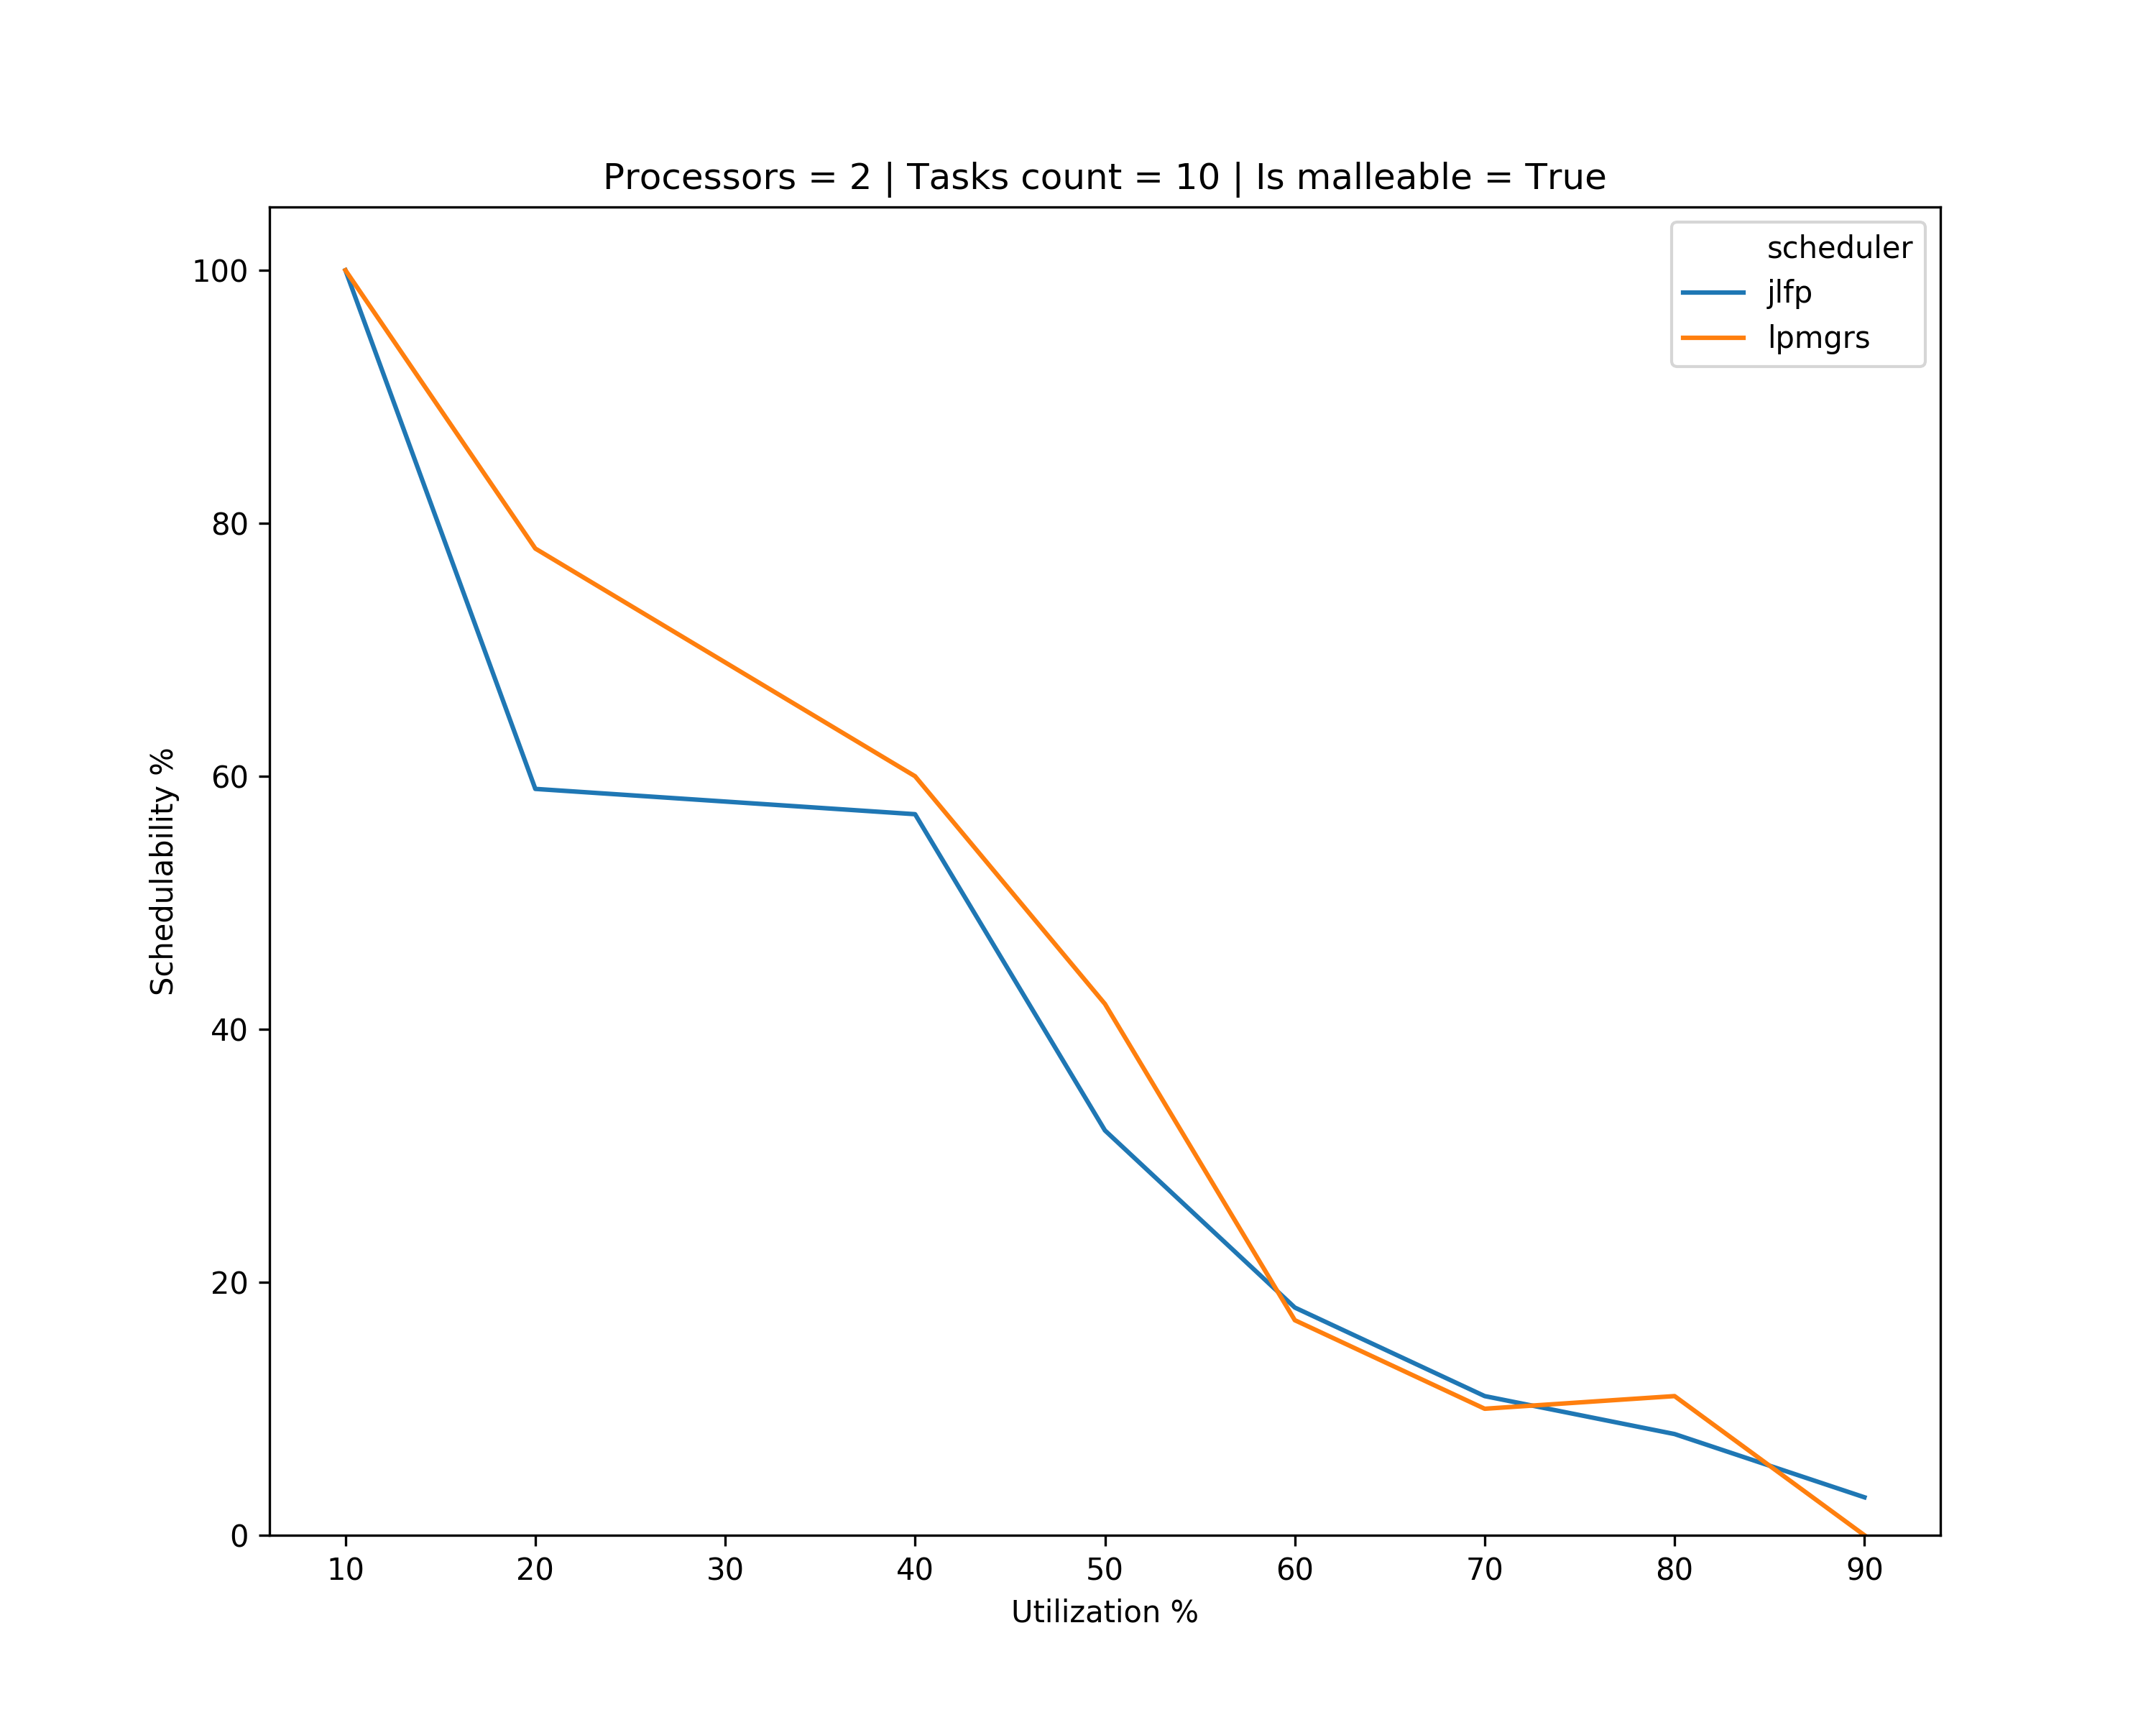 Processors = 2 | Tasks count = 10 | Is malleable = True
scheduler
jlfp
lpmgrs
Schedulability %
100
80
60
40
20
0
10 20 30 40 50 60 70 80 90
Utilization %